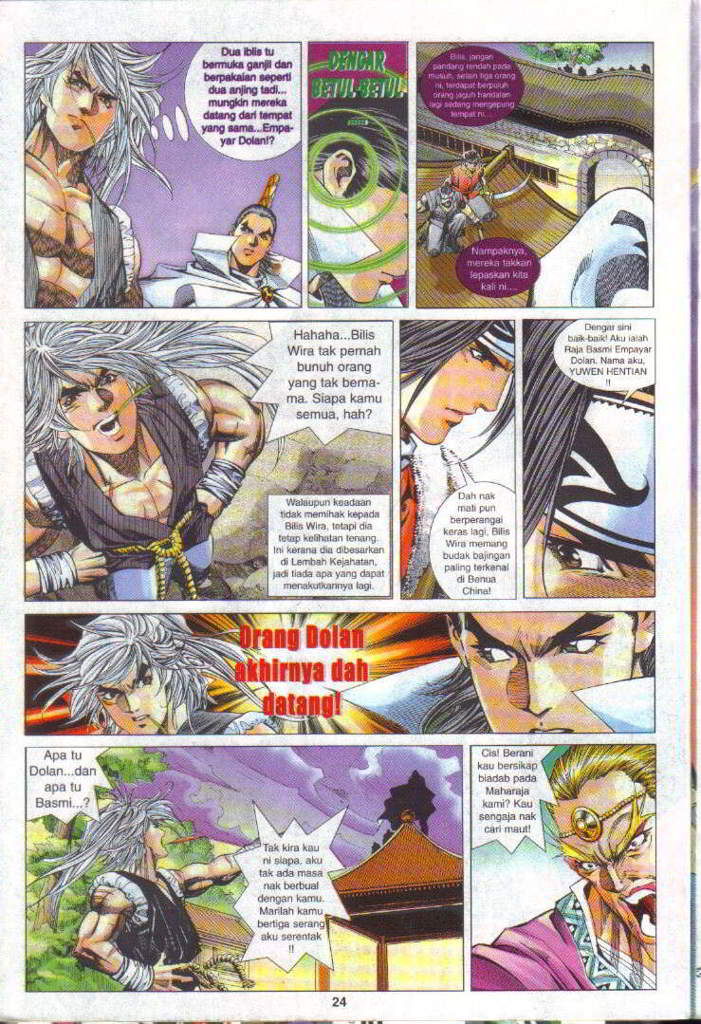 Dua iblis tu
bermuka ganjil dan
berpakaian seperti
dua anjing tadi...
mungkin mereka
datang dari tempat
yang sama...Empa-
yar Dolan!?
DENGAR
BETUL-BETUL
Bilis, jangan
pandang rendah pada
musuh, selain tiga orang
ini, terdapat berpuluh
orang jaguh handalan
lagi sedang mengepung
tempat ni...
Nampaknya,
mereka takkan
lepaskan kita
kali ni....
Hahaha...Bilis
Wira tak pernah
bunuh orang
yang tak berna-
ma. Siapa kamu
semua, hah?
Walaupun keadaan
tidak memihak kepada
Bilis Wira, tetapi dia
tetap kelihatan tenang.
Ini kerana dia dibesarkan
di Lembah Kejahatan,
jadi tiada apa yang dapat
menakutkannya lagi.
Dah nak
mati pun
berperangai
keras lagi, Bilis
Wira memang
budak bajingan
paling terkenal
di Benua
China!
Dengar sini
baik-baik! Aku ialah
Raja Basmi Empayar
Dolan. Nama aku,
YUWEN HENTIAN
!!
Orang Dolan
akhirnya dah
datang!
Apa tu
Dolan...dan
apa tu
Basmi...?
Tak kira kau
ni siapa, aku
tak ada masa
nak berbual
dengan kamu.
Marilah kamu
bertiga serang
aku serentak
!!
Cis! Berani
kau bersikap
biadab pada
Maharaja
kami? Kau
sengaja nak
cari maut!
24